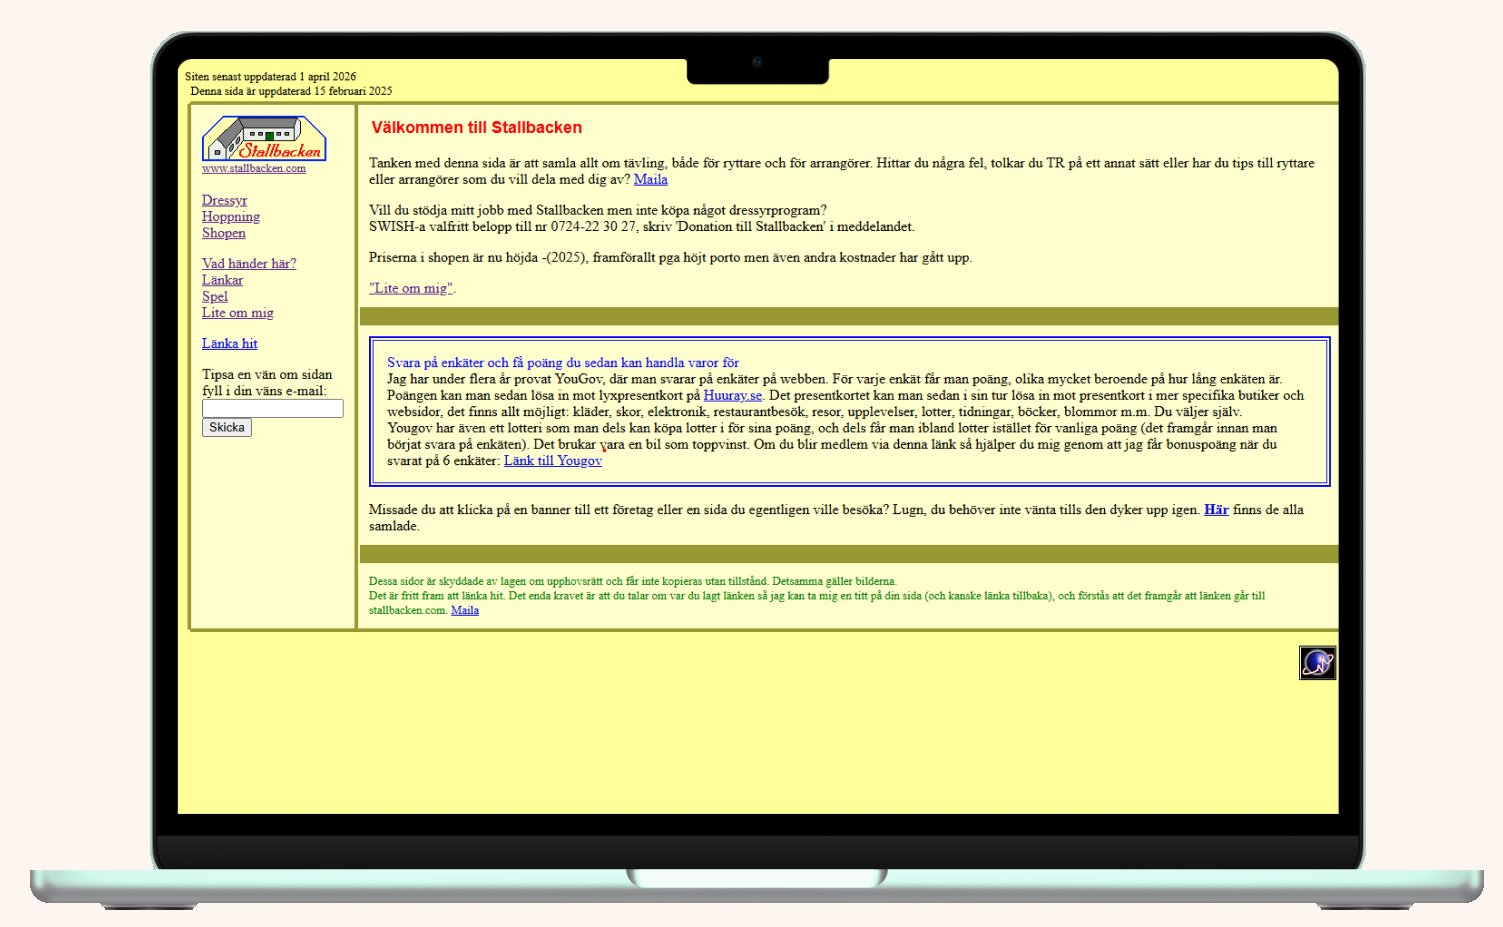 Siten senast uppdaterad 1 april 2026
Denna sida är uppdaterad 15 februari 2025
Stallbacken
www.stallbacken.com
Dressyr
Hoppning
Shopen
Vad händer här?
Länkar
Spel
Lite om mig
Länka hit
Tipsa en vän om sidan
fyll i din väns e-mail:
Skicka
Välkommen till Stallbacken
Tanken med denna sida är att samla allt om tävling, både för ryttare och för arrangörer. Hittar du några fel, tolkar du TR på ett annat sätt eller har du tips till ryttare
eller arrangörer som du vill dela med dig av? Maila
Vill du stödja mitt jobb med Stallbacken men inte köpa något dressyrprogram?
SWISH-a valfritt belopp till nr 0724-22 30 27, skriv 'Donation till Stallbacken' i meddelandet.
Priserna i shopen är nu höjda -(2025), framförallt pga höjt porto men även andra kostnader har gått upp.
"Lite om mig".
Svara på enkäter och få poäng du sedan kan handla varor för
Jag har under flera år provat YouGov, där man svarar på enkäter på webben. För varje enkät får man poäng, olika mycket beroende på hur lång enkäten är.
Poängen kan man sedan lösa in mot lyxpresentkort på Huuray.se. Det presentkortet kan man sedan i sin tur lösa in mot presentkort i mer specifika butiker och
websidor, det finns allt möjligt: kläder, skor, elektronik, restaurantbesök, resor, upplevelser, lotter, tidningar, böcker, blommor m.m. Du väljer själv.
Yougov har även ett lotteri som man dels kan köpa lotter i för sina poäng, och dels får man ibland lotter istället för vanliga poäng (det framgår innan man
börjat svara på enkäten). Det brukar vara en bil som toppvinst. Om du blir medlem via denna länk så hjälper du mig genom att jag får bonuspoäng när du
svarat på 6 enkäter: Länk till Yougov
Missade du att klicka på en banner till ett företag eller en sida du egentligen ville besöka? Lugn, du behöver inte vänta tills den dyker upp igen. Här finns de alla
samlade.
Dessa sidor är skyddade av lagen om upphovsrätt och får inte kopieras utan tillstånd. Detsamma gäller bilderna.
Det är fritt fram att länka hit. Det enda kravet är att du talar om var du lagt länken så jag kan ta mig en titt på din sida (och kanske länka tillbaka), och förstås att det framgår att länken går till
stallbacken.com. Maila